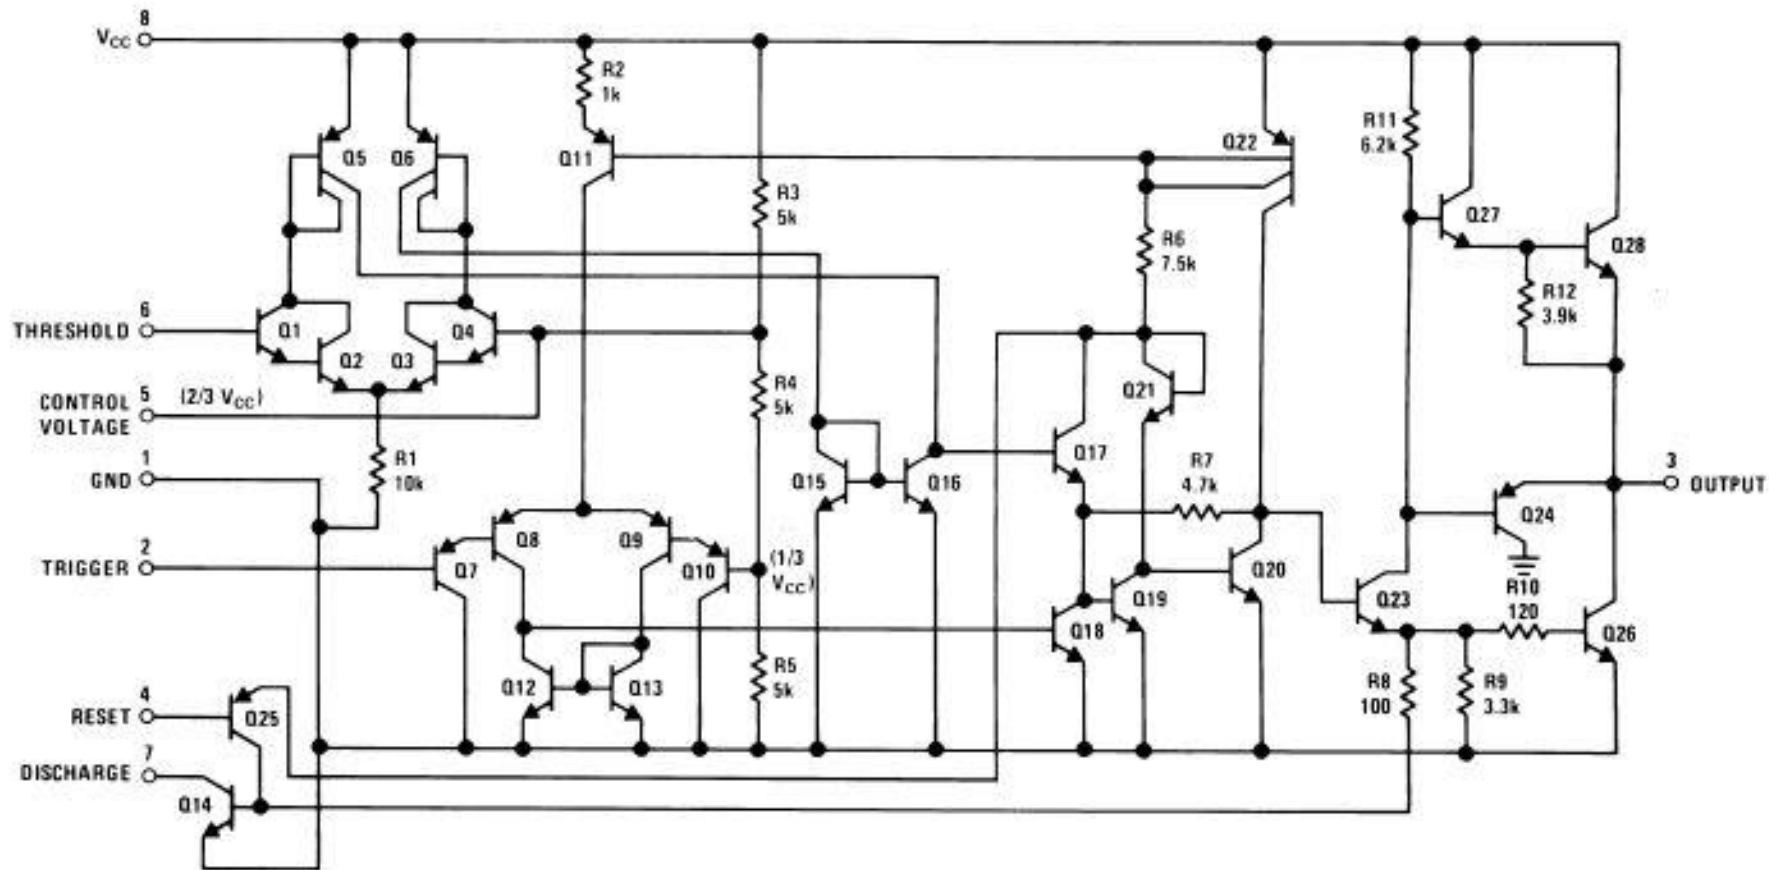 8
VCC
R2
1k
Q5
Q6
Q11
Q22
R11
6.2k
R3
5k
Q27
Q28
R6
7.5k
R12
3.9k
6
THRESHOLD
Q1
Q2
Q3
Q4
5
CONTROL
VOLTAGE
(2/3 VCC)
R4
5k
Q21
1
GND
R1
10k
Q15
Q16
Q17
R7
4.7k
3
OUTPUT
Q24
2
TRIGGER
Q7
Q8
Q9
Q10
(1/3
VCC)
Q18
Q19
Q20
Q23
R10
120
Q26
4
RESET
Q25
Q12
Q13
R5
5k
R8
100
R9
3.3k
7
DISCHARGE
Q14